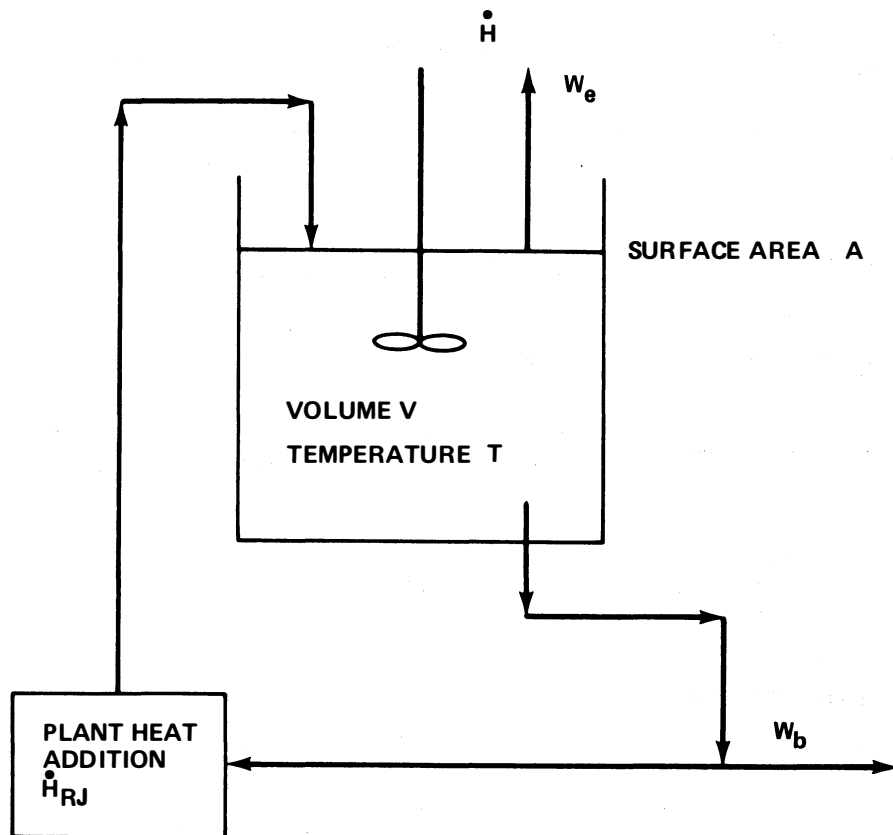 Ḣ
W_e
SURFACE AREA A
VOLUME V
TEMPERATURE T
PLANT HEAT
ADDITION
Ḣ_RJ
W_b